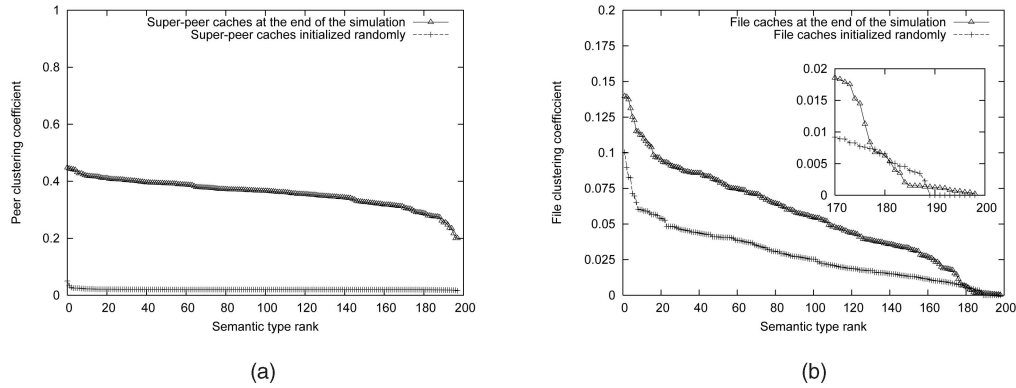 Super-peer caches at the end of the simulation
Super-peer caches initialized randomly
Peer clustering coefficient
1
0.8
0.6
0.4
0.2
0
0 20 40 60 80 100 120 140 160 180 200
Semantic type rank
(a)
File caches at the end of the simulation
File caches initialized randomly
File clustering coefficcient
0.2
0.175
0.15
0.125
0.1
0.075
0.05
0.025
0
0 20 40 60 80 100 120 140 160 180 200
Semantic type rank
0.02
0.015
0.01
0.005
0
170 180 190 200
(b)